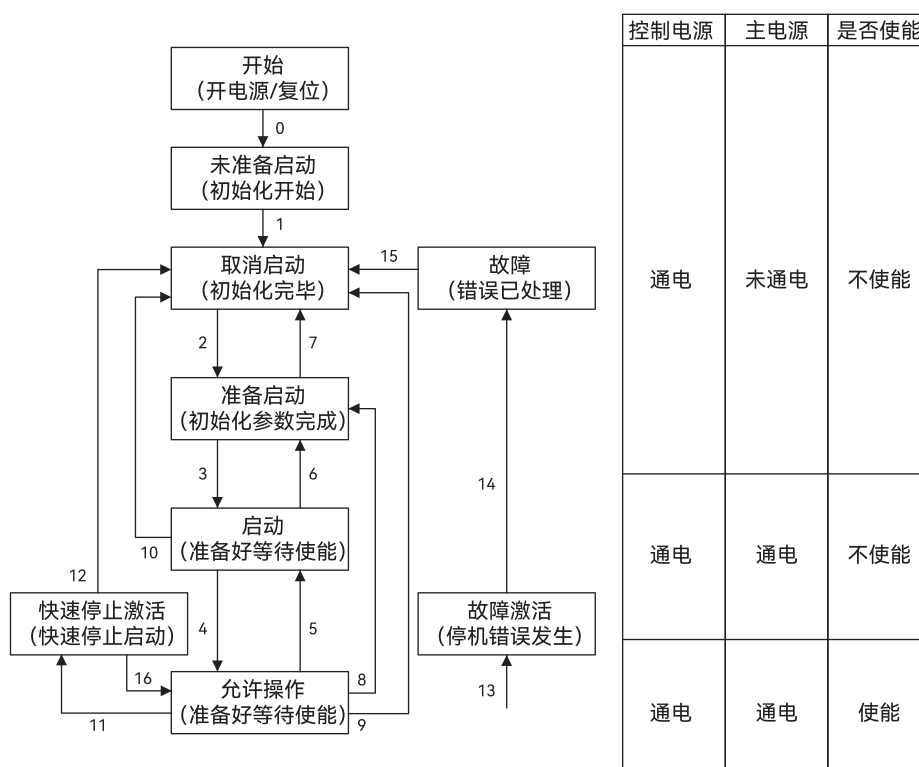 开始
（开电源/复位）
0
未准备启动
（初始化开始）
1
取消启动
（初始化完毕）
15
故障
（错误已处理）
2
7
准备启动
（初始化参数完成）
3
6
14
启动
（准备好等待使能）
10
12
快速停止激活
（快速停止启动）
4
5
故障激活
（停机错误发生）
16
允许操作
（准备好等待使能）
8
13
11
9
控制电源 主电源 是否使能
通电 未通电 不使能
通电 通电 不使能
通电 通电 使能